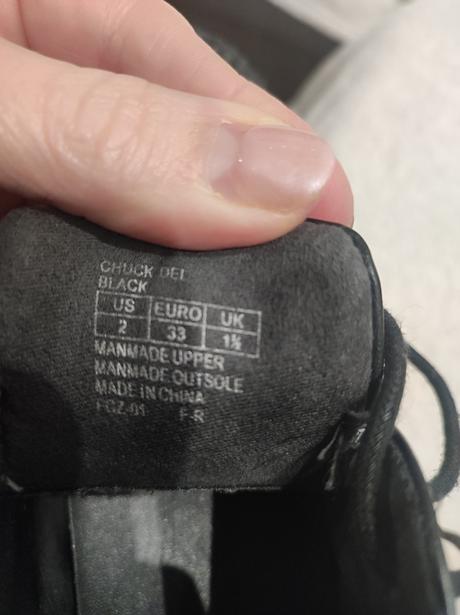 CHUCK DEL
BLACK
US EURO UK
2 33 1½
MANMADE UPPER
MANMADE OUTSOLE
MADE IN CHINA
FGZ-01 F-R